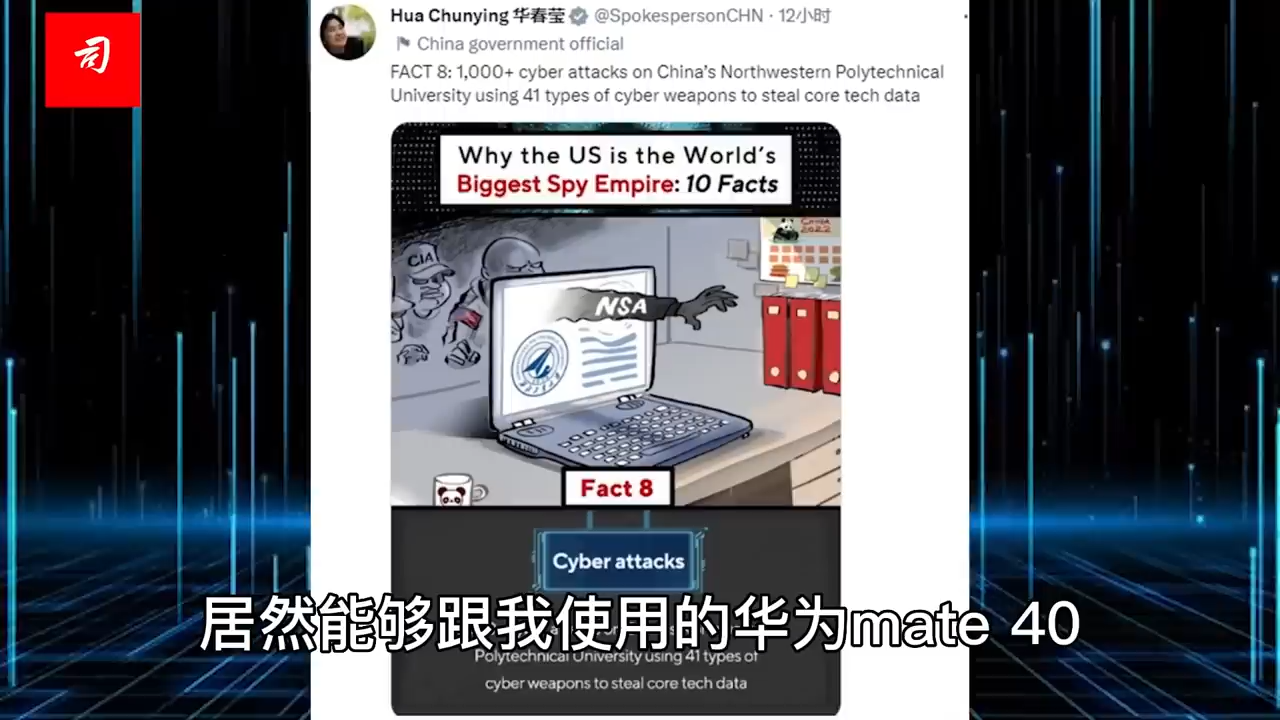 司
Hua Chunying 华春莹 @SpokespersonCHN · 12小时
China government official
FACT 8: 1,000+ cyber attacks on China's Northwestern Polytechnical
University using 41 types of cyber weapons to steal core tech data
Why the US is the World's
Biggest Spy Empire: 10 Facts
CHINA
2022
CIA
NSA
Fact 8
Cyber attacks
居然能够跟我使用的华为mate 40
Polytechnical University using 41 types of
cyber weapons to steal core tech data